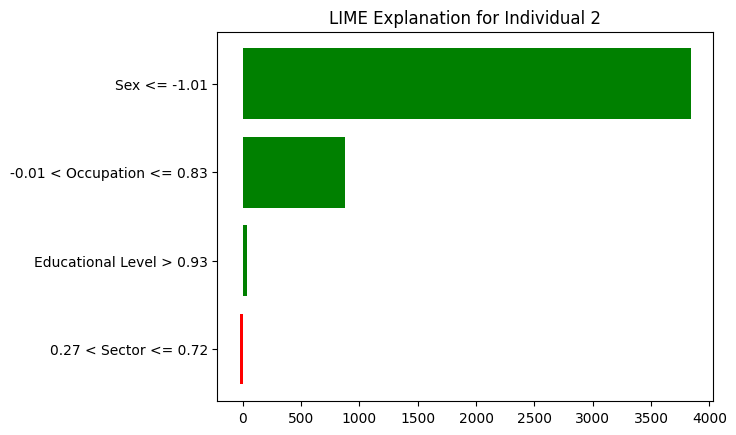 LIME Explanation for Individual 2
Sex <= -1.01
-0.01 < Occupation <= 0.83
Educational Level > 0.93
0.27 < Sector <= 0.72
0 500 1000 1500 2000 2500 3000 3500 4000